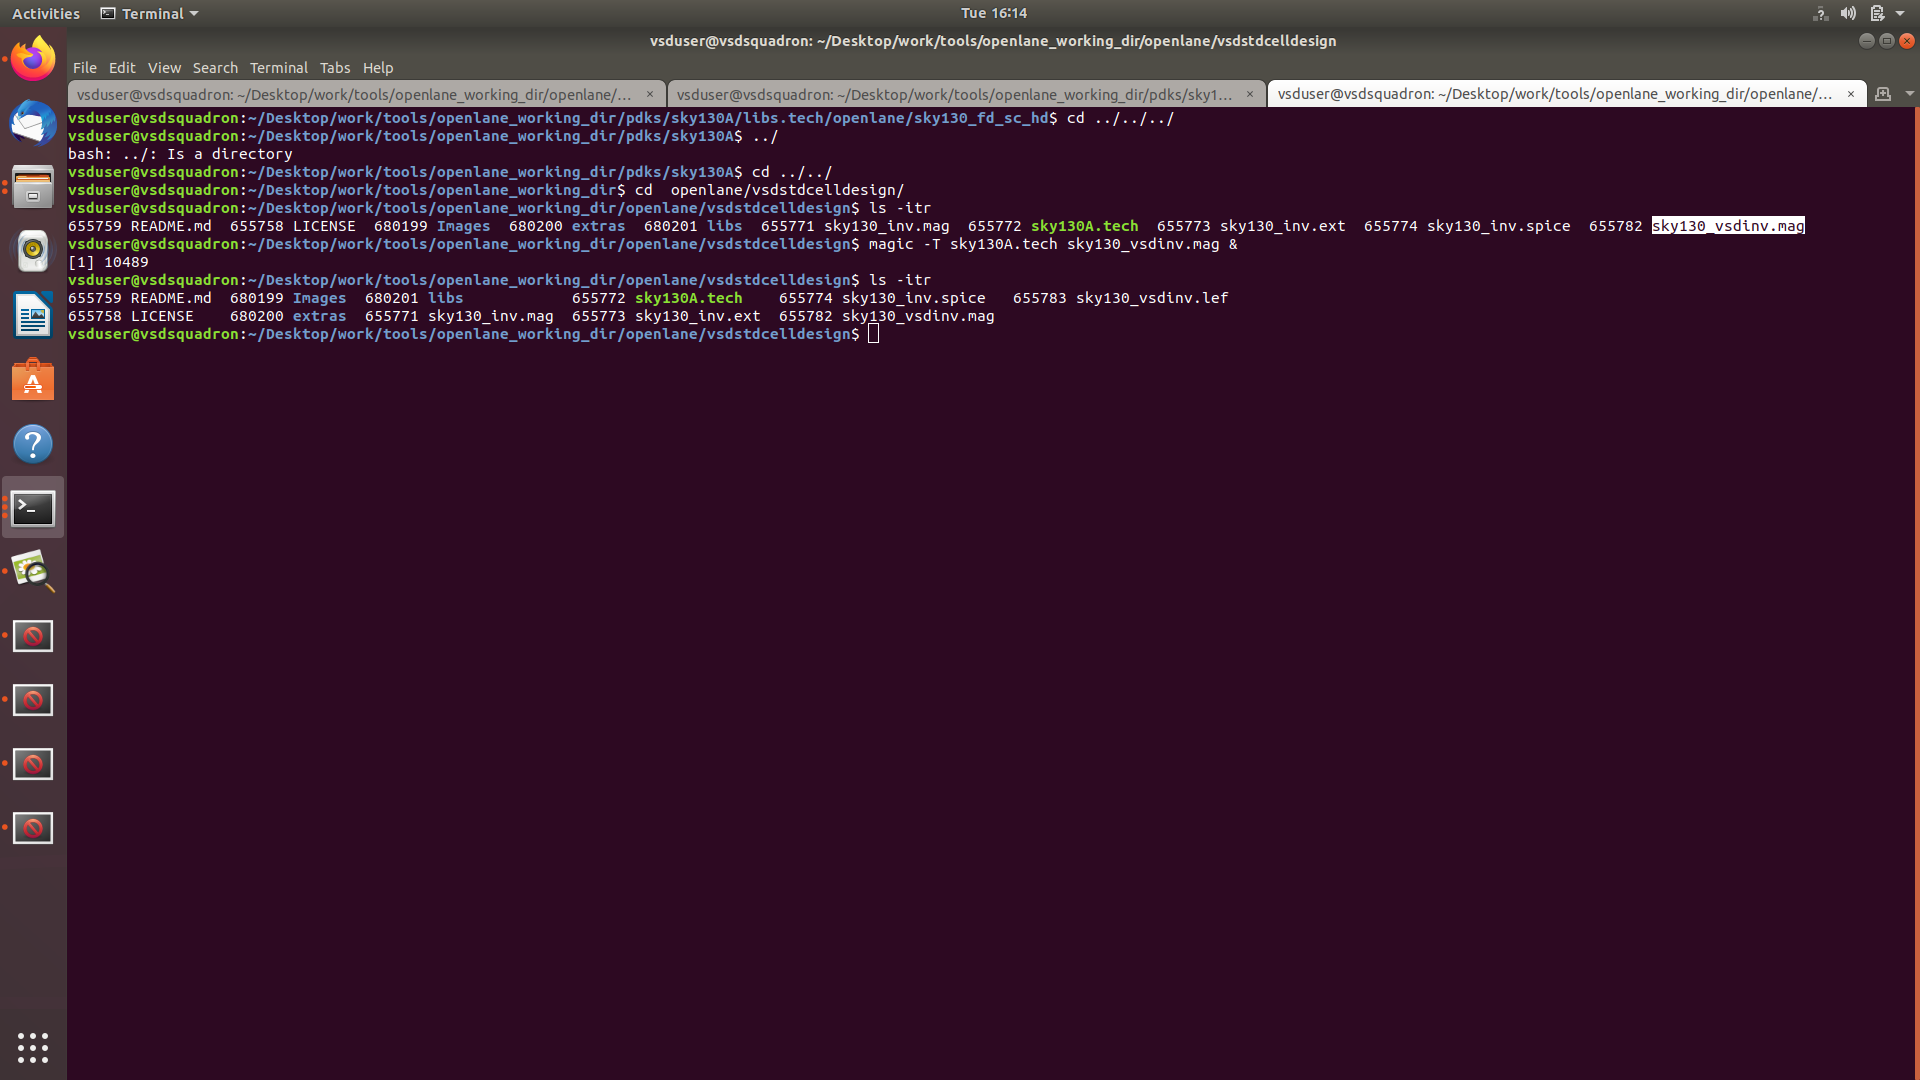 Activities Terminal Tue 16:14
vsduser@vsdsquadron: ~/Desktop/work/tools/openlane_working_dir/openlane/vsdstdcelldesign
File Edit View Search Terminal Tabs Help
vsduser@vsdsquadron: ~/Desktop/work/tools/openlane_working_dir/openlane/... × vsduser@vsdsquadron: ~/Desktop/work/tools/openlane_working_dir/pdks/sky1... × vsduser@vsdsquadron: ~/Desktop/work/tools/openlane_working_dir/openlane/... ×
vsduser@vsdsquadron:~/Desktop/work/tools/openlane_working_dir/pdks/sky130A/libs.tech/openlane/sky130_fd_sc_hd$ cd ../../../
vsduser@vsdsquadron:~/Desktop/work/tools/openlane_working_dir/pdks/sky130A$ ../
bash: ../: Is a directory
vsduser@vsdsquadron:~/Desktop/work/tools/openlane_working_dir/pdks/sky130A$ cd ../../
vsduser@vsdsquadron:~/Desktop/work/tools/openlane_working_dir$ cd  openlane/vsdstdcelldesign/
vsduser@vsdsquadron:~/Desktop/work/tools/openlane_working_dir/openlane/vsdstdcelldesign$ ls -itr
655759 README.md  655758 LICENSE  680199 Images  680200 extras  680201 libs  655771 sky130_inv.mag  655772 sky130A.tech  655773 sky130_inv.ext  655774 sky130_inv.spice  655782 sky130_vsdinv.mag
vsduser@vsdsquadron:~/Desktop/work/tools/openlane_working_dir/openlane/vsdstdcelldesign$ magic -T sky130A.tech sky130_vsdinv.mag &
[1] 10489
vsduser@vsdsquadron:~/Desktop/work/tools/openlane_working_dir/openlane/vsdstdcelldesign$ ls -itr
655759 README.md  680199 Images  680201 libs            655772 sky130A.tech    655774 sky130_inv.spice   655783 sky130_vsdinv.lef
655758 LICENSE    680200 extras  655771 sky130_inv.mag  655773 sky130_inv.ext  655782 sky130_vsdinv.mag
vsduser@vsdsquadron:~/Desktop/work/tools/openlane_working_dir/openlane/vsdstdcelldesign$